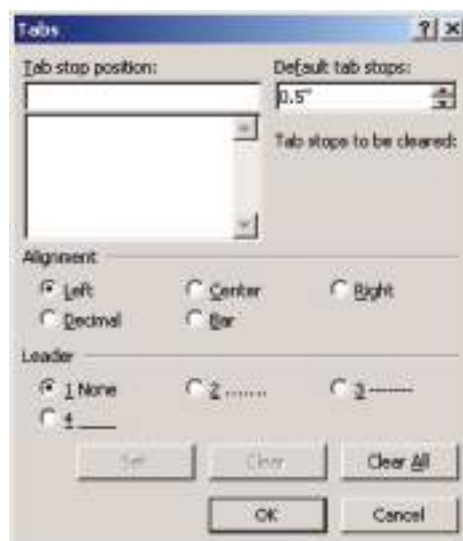 Tabs
Tab stop position:
Default tab stops:
0.5"
Tab stops to be cleared:
Alignment
Left Center Right
Decimal Bar
Leader
1 None 2 ....... 3 -------
4 ____
Set Clear Clear All
OK Cancel